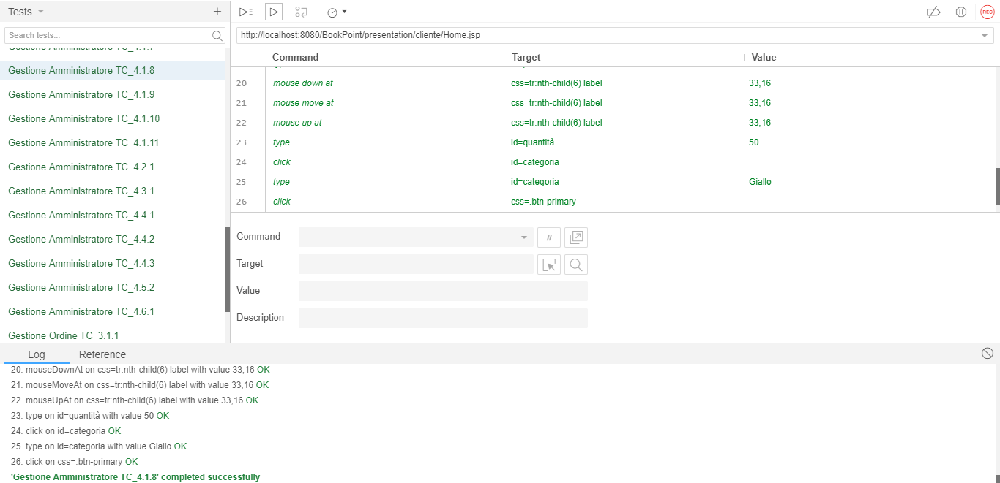 Tests
Search tests...
Gestione Amministratore TC_4.1.8
Gestione Amministratore TC_4.1.9
Gestione Amministratore TC_4.1.10
Gestione Amministratore TC_4.1.11
Gestione Amministratore TC_4.2.1
Gestione Amministratore TC_4.3.1
Gestione Amministratore TC_4.4.1
Gestione Amministratore TC_4.4.2
Gestione Amministratore TC_4.4.3
Gestione Amministratore TC_4.5.2
Gestione Amministratore TC_4.6.1
Gestione Ordine TC_3.1.1
REC
http://localhost:8080/BookPoint/presentation/cliente/Home.jsp
Command Target Value
20 mouse down at css=tr:nth-child(6) label 33,16
21 mouse move at css=tr:nth-child(6) label 33,16
22 mouse up at css=tr:nth-child(6) label 33,16
23 type id=quantità 50
24 click id=categoria
25 type id=categoria Giallo
26 click css=.btn-primary
Command //
Target
Value
Description
Log Reference
20. mouseDownAt on css=tr:nth-child(6) label with value 33,16 OK
21. mouseMoveAt on css=tr:nth-child(6) label with value 33,16 OK
22. mouseUpAt on css=tr:nth-child(6) label with value 33,16 OK
23. type on id=quantità with value 50 OK
24. click on id=categoria OK
25. type on id=categoria with value Giallo OK
26. click on css=.btn-primary OK
'Gestione Amministratore TC_4.1.8' completed successfully